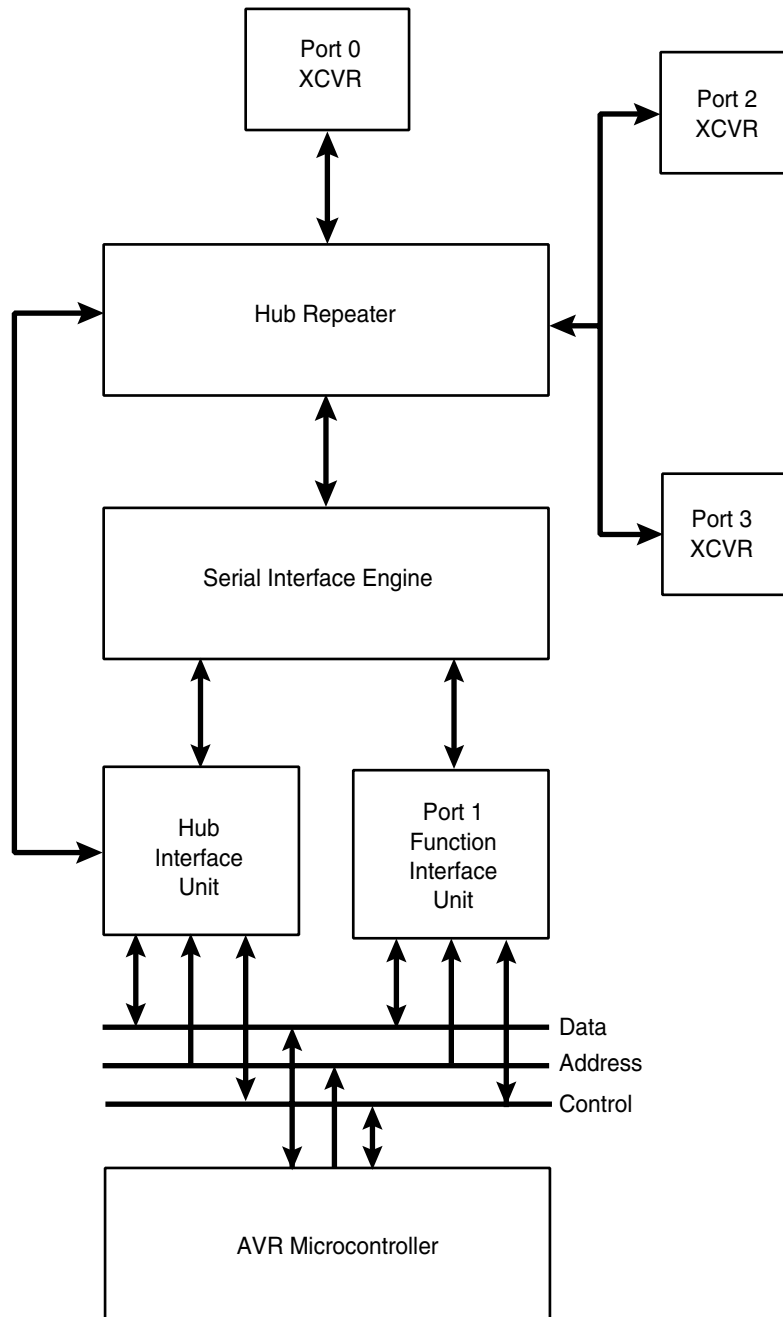 Port 0
XCVR
Port 2
XCVR
Hub Repeater
Port 3
XCVR
Serial Interface Engine
Hub
Interface
Unit
Port 1
Function
Interface
Unit
Data
Address
Control
AVR Microcontroller